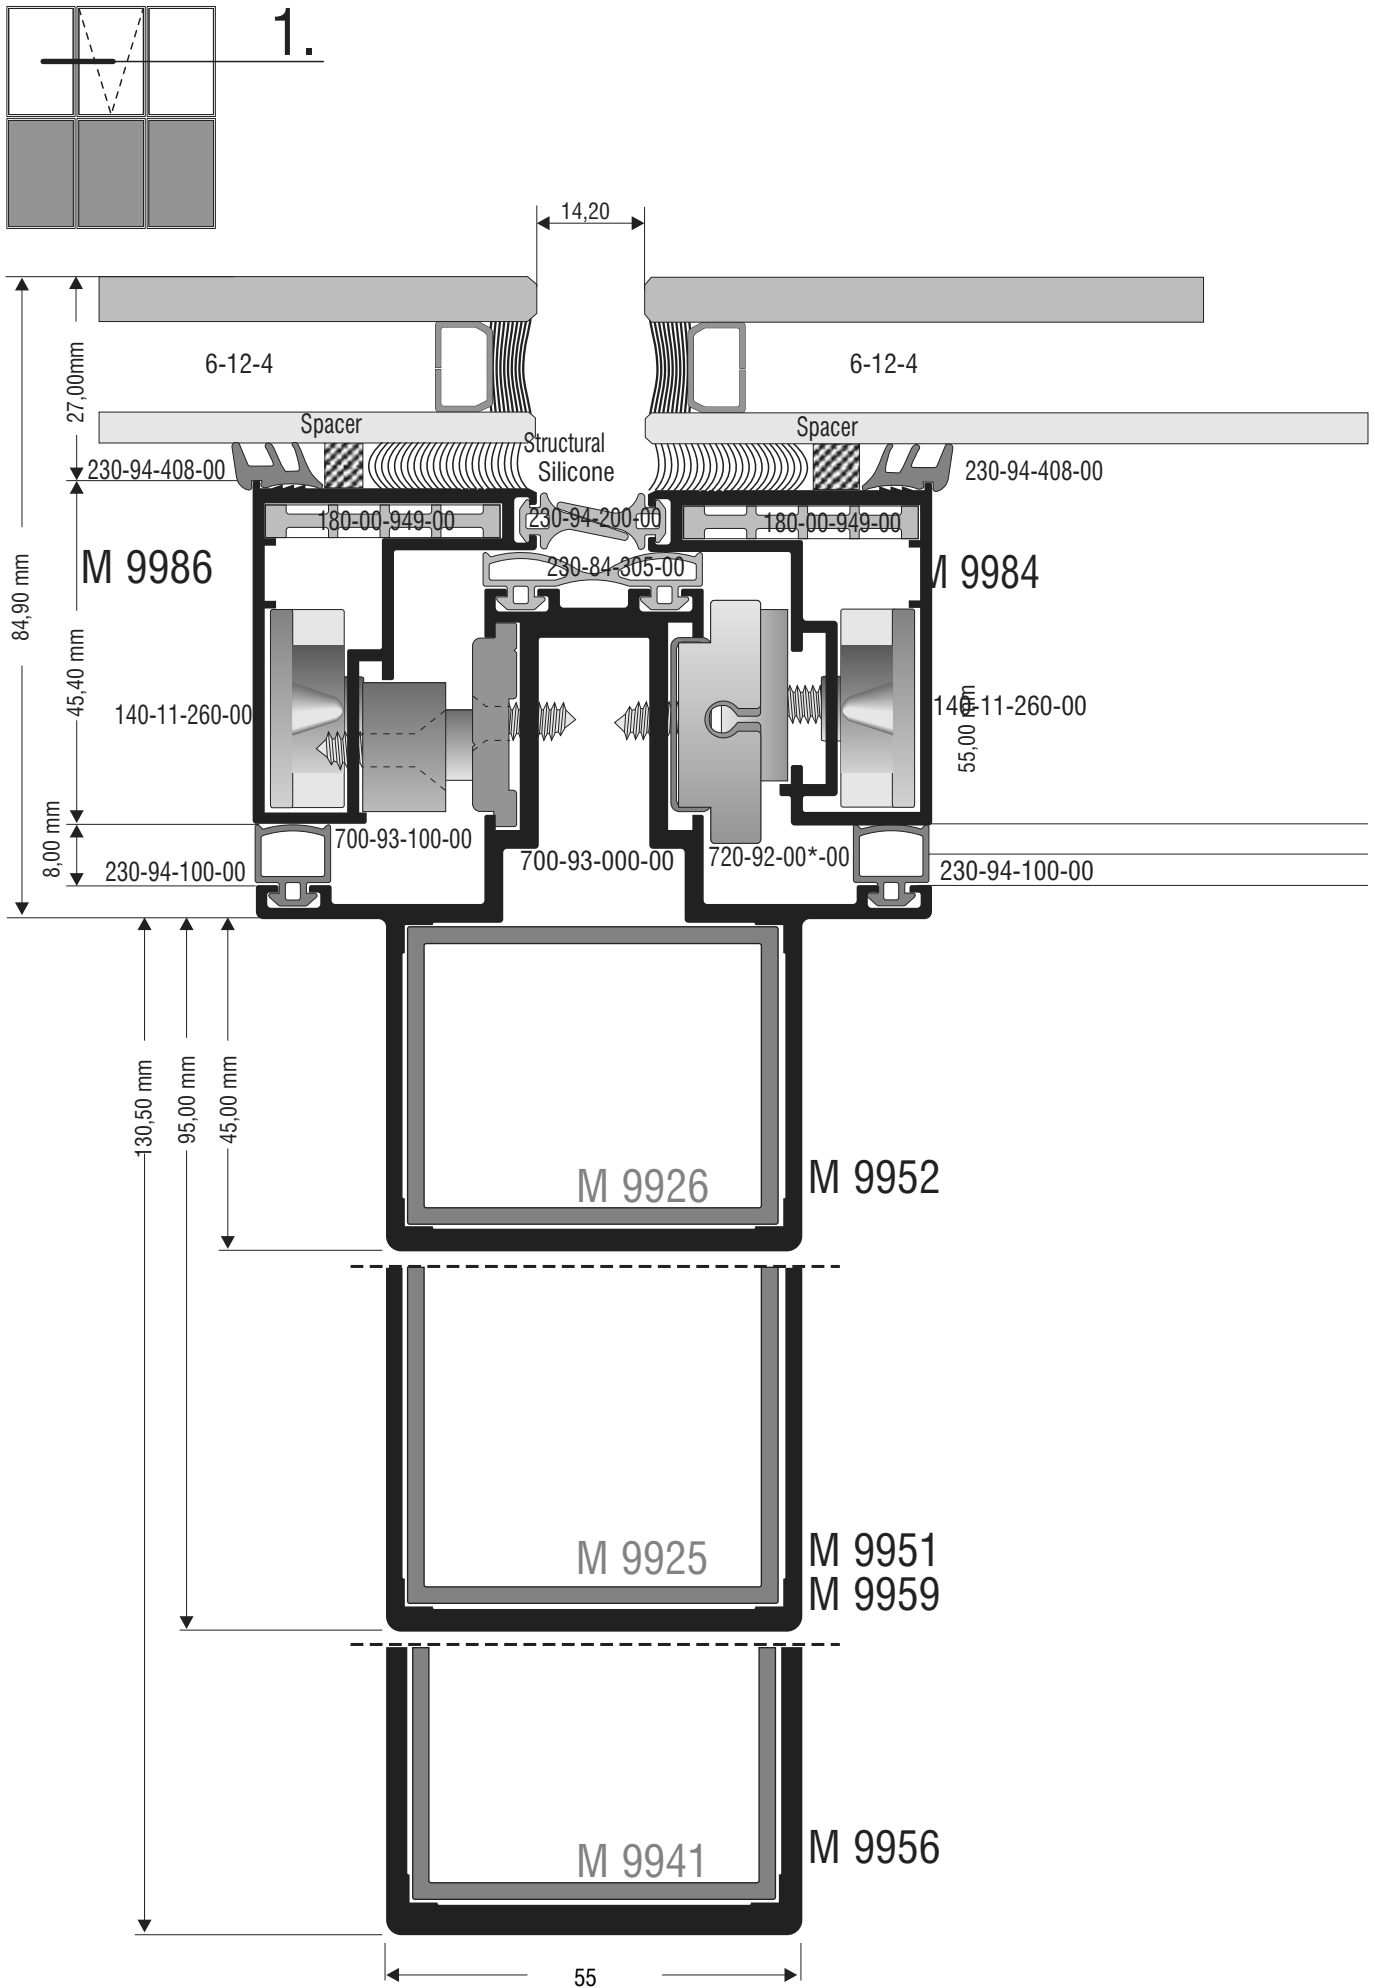 1.
14,20
6-12-4
6-12-4
27,00mm
Spacer
Spacer
Structural
Silicone
230-94-408-00
230-94-408-00
180-00-949-00
230-94-200-00
180-00-949-00
M 9986
230-84-305-00
M 9984
84,90 mm
45,40 mm
140-11-260-00
140-11-260-00
55,00 mm
8,00 mm
700-93-100-00
700-93-000-00
720-92-00*-00
230-94-100-00
230-94-100-00
130,50 mm
95,00 mm
45,00 mm
M 9926
M 9952
M 9925
M 9951
M 9959
M 9941
M 9956
55